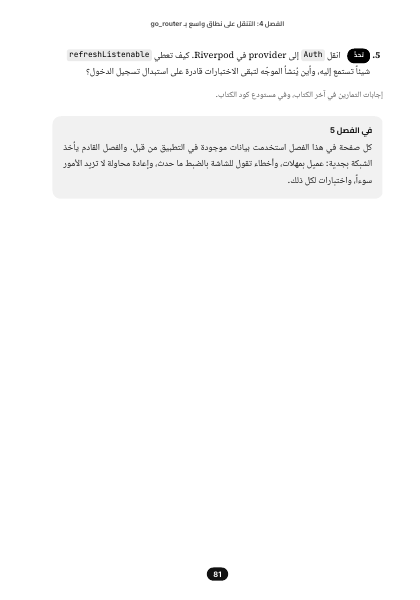 الفصل 4: التنقل على نطاق واسع بـ go_router
5. تحدٍّ انقل Auth إلى provider في Riverpod. كيف تعطي refreshListenable
شيئاً تستمع إليه، وأين يُنشأ الموجّه لتبقى الاختبارات قادرة على استبدال تسجيل الدخول؟
إجابات التمارين في آخر الكتاب، وفي مستودع كود الكتاب.
في الفصل 5
كل صفحة في هذا الفصل استخدمت بيانات موجودة في التطبيق من قبل. والفصل القادم يأخذ
الشبكة بجدية: عميل بمهلات، وأخطاء تقول للشاشة بالضبط ما حدث، وإعادة محاولة لا تزيد الأمور
سوءاً، واختبارات لكل ذلك.
81